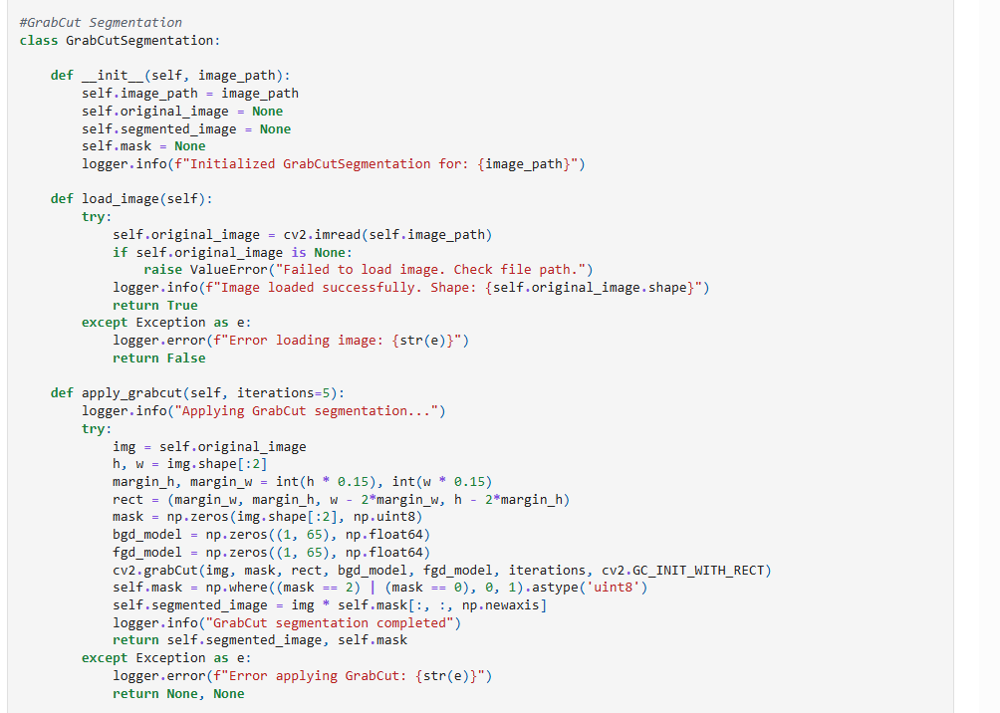 #GrabCut Segmentation
class GrabCutSegmentation:

    def __init__(self, image_path):
        self.image_path = image_path
        self.original_image = None
        self.segmented_image = None
        self.mask = None
        logger.info(f"Initialized GrabCutSegmentation for: {image_path}")

    def load_image(self):
        try:
            self.original_image = cv2.imread(self.image_path)
            if self.original_image is None:
                raise ValueError("Failed to load image. Check file path.")
            logger.info(f"Image loaded successfully. Shape: {self.original_image.shape}")
            return True
        except Exception as e:
            logger.error(f"Error loading image: {str(e)}")
            return False

    def apply_grabcut(self, iterations=5):
        logger.info("Applying GrabCut segmentation...")
        try:
            img = self.original_image
            h, w = img.shape[:2]
            margin_h, margin_w = int(h * 0.15), int(w * 0.15)
            rect = (margin_w, margin_h, w - 2*margin_w, h - 2*margin_h)
            mask = np.zeros(img.shape[:2], np.uint8)
            bgd_model = np.zeros((1, 65), np.float64)
            fgd_model = np.zeros((1, 65), np.float64)
            cv2.grabCut(img, mask, rect, bgd_model, fgd_model, iterations, cv2.GC_INIT_WITH_RECT)
            self.mask = np.where((mask == 2) | (mask == 0), 0, 1).astype('uint8')
            self.segmented_image = img * self.mask[:, :, np.newaxis]
            logger.info("GrabCut segmentation completed")
            return self.segmented_image, self.mask
        except Exception as e:
            logger.error(f"Error applying GrabCut: {str(e)}")
            return None, None